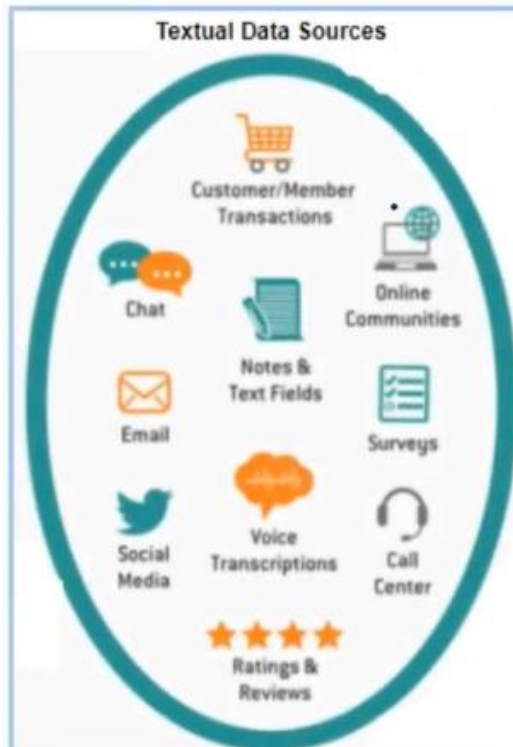 Textual Data Sources
Customer/Member
Transactions
Chat
Online
Communities
Notes &
Text Fields
Email
Surveys
Social
Media
Voice
Transcriptions
Call
Center
Ratings &
Reviews